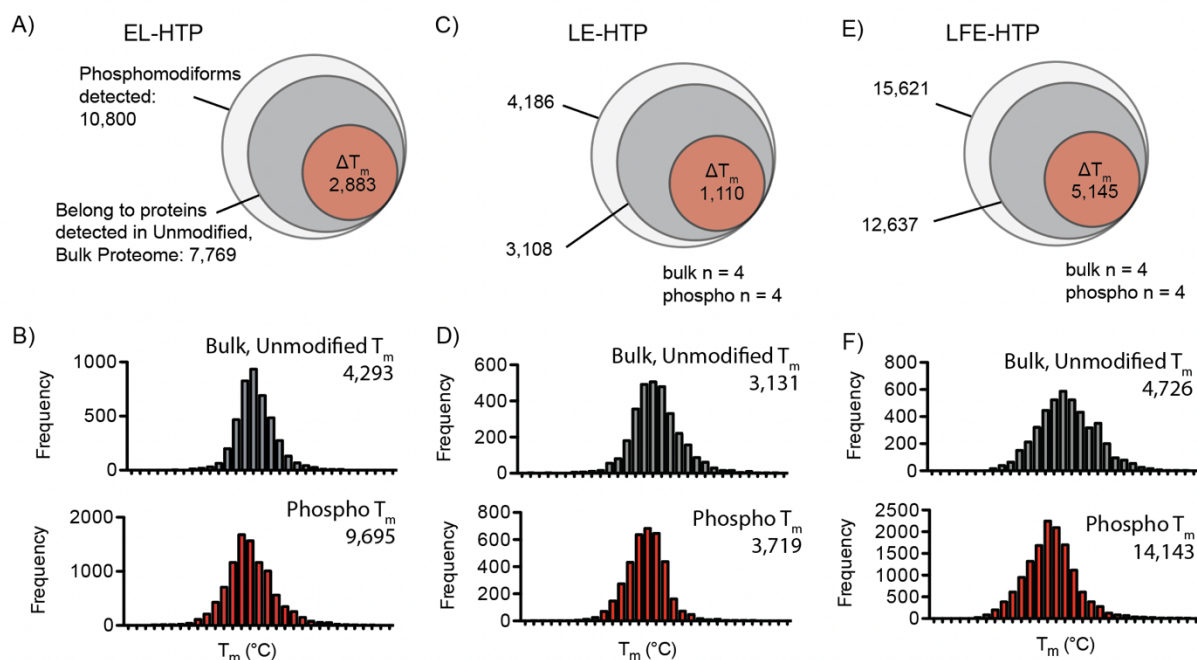 A)
EL-HTP
Phosphomodiforms
detected:
10,800
ΔTm
2,883
Belong to proteins
detected in Unmodified,
Bulk Proteome: 7,769
C)
LE-HTP
4,186
ΔTm
1,110
3,108
bulk n = 4
phospho n = 4
E)
LFE-HTP
15,621
ΔTm
5,145
12,637
bulk n = 4
phospho n = 4
B)
Bulk, Unmodified Tm
4,293
Frequency
1000
500
0
Phospho Tm
9,695
Frequency
2000
1000
0
Tm (°C)
D)
Bulk, Unmodified Tm
3,131
Frequency
600
400
200
0
Phospho Tm
3,719
Frequency
800
600
400
200
0
Tm (°C)
F)
Bulk, Unmodified Tm
4,726
Frequency
800
600
400
200
0
Phospho Tm
14,143
Frequency
2500
2000
1500
1000
500
0
Tm (°C)